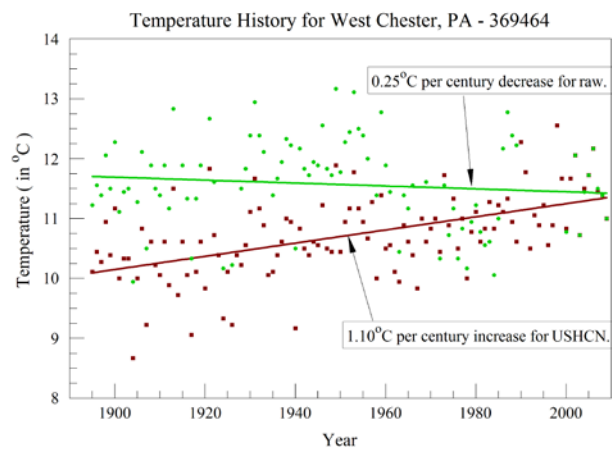 Temperature History for West Chester, PA - 369464
14
13
12
11
10
9
8
Temperature ( in °C )
0.25°C per century decrease for raw.
1.10°C per century increase for USHCN.
1900
1920
1940
1960
1980
2000
Year